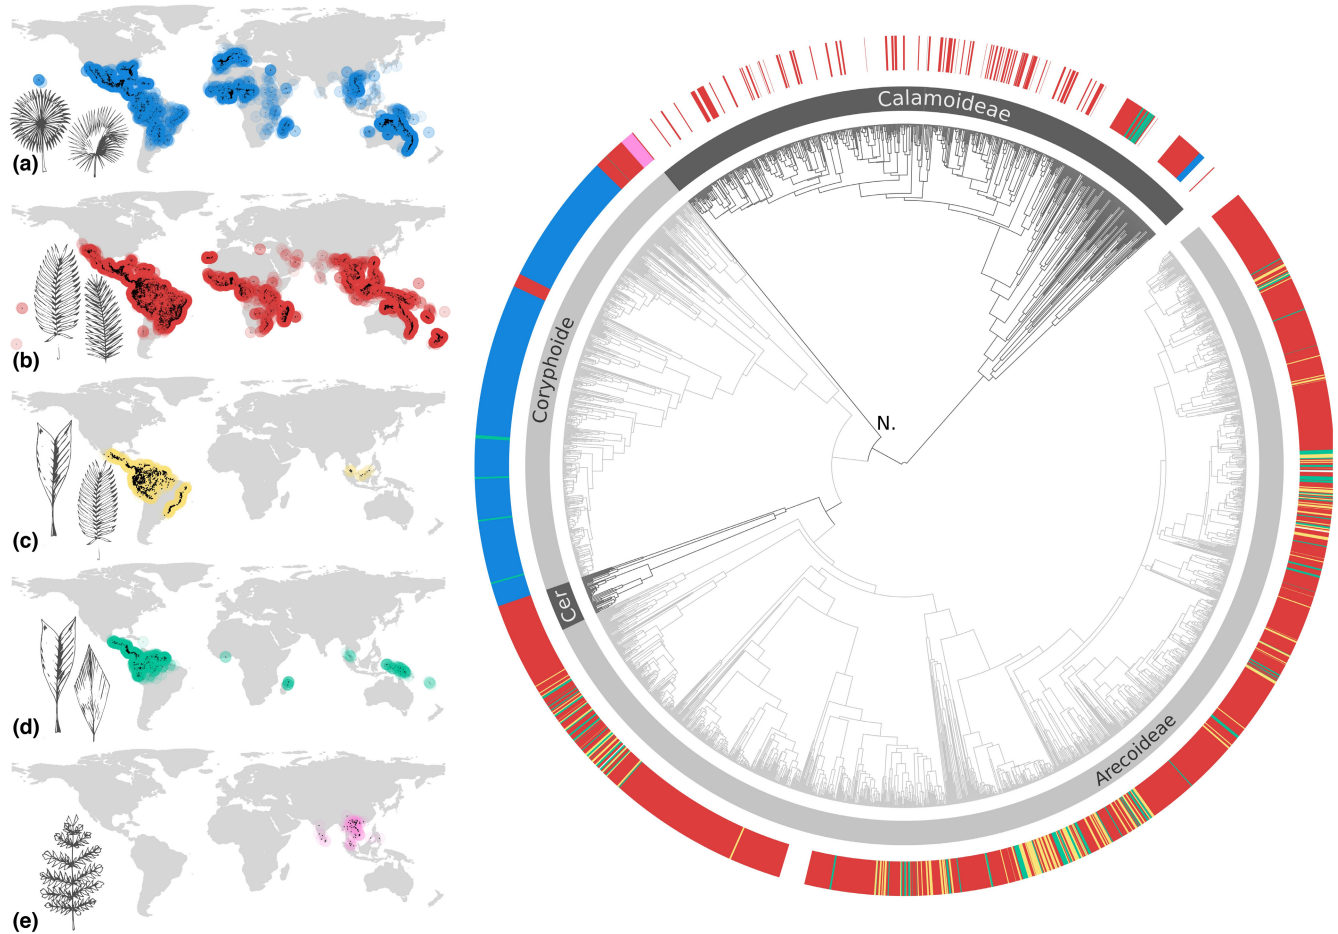 (a)
(b)
(c)
(d)
(e)
Calamoideae
Coryphoide
N.
Cer
Arecoideae